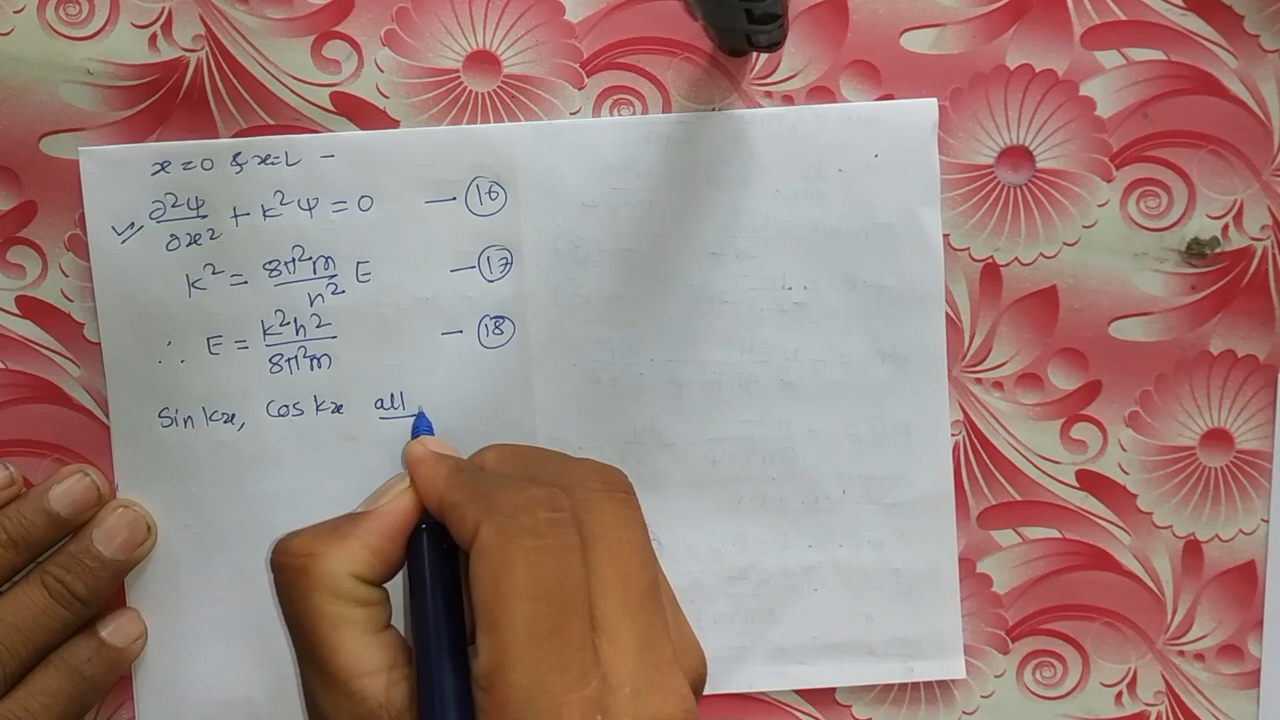 x = 0 & x = L -
∂²ψ/∂x² + k²ψ = 0 — (16)
k² = 8π²m/h² E — (17)
∴ E = k²h²/8π²m — (18)
Sin kx, Cos kx all